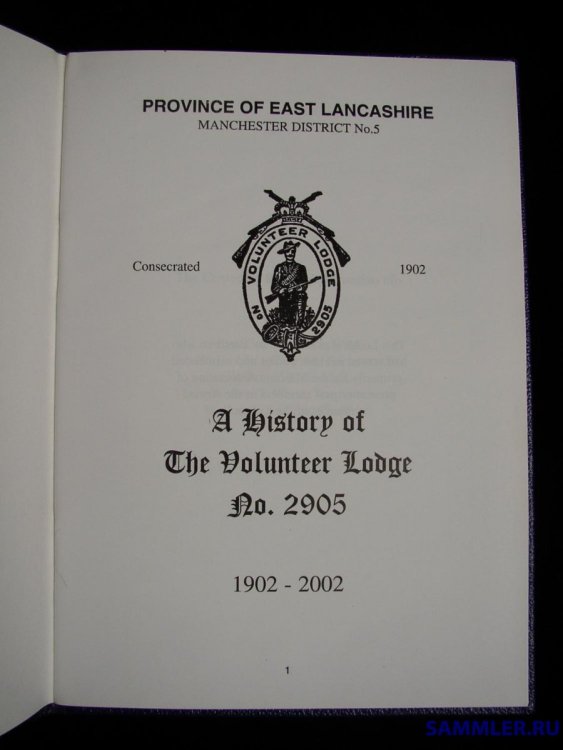 PROVINCE OF EAST LANCASHIRE
MANCHESTER DISTRICT No.5
VOLUNTEER LODGE
No 2905
Consecrated 1902
A History of
The Volunteer Lodge
No. 2905
1902 - 2002
1
SAMMLER.RU